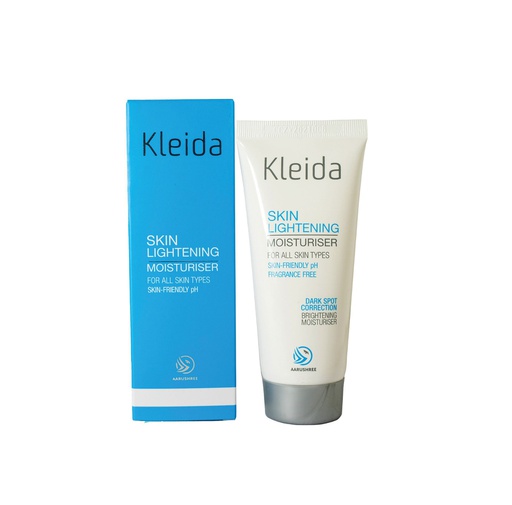 Kleida
SKIN
LIGHTENING
MOISTURISER
FOR ALL SKIN TYPES
SKIN-FRIENDLY pH
AARUSHREE
Kleida
SKIN
LIGHTENING
MOISTURISER
FOR ALL SKIN TYPES
SKIN-FRIENDLY pH
FRAGRANCE FREE
DARK SPOT
CORRECTION
BRIGHTENING
MOISTURISER
AARUSHREE